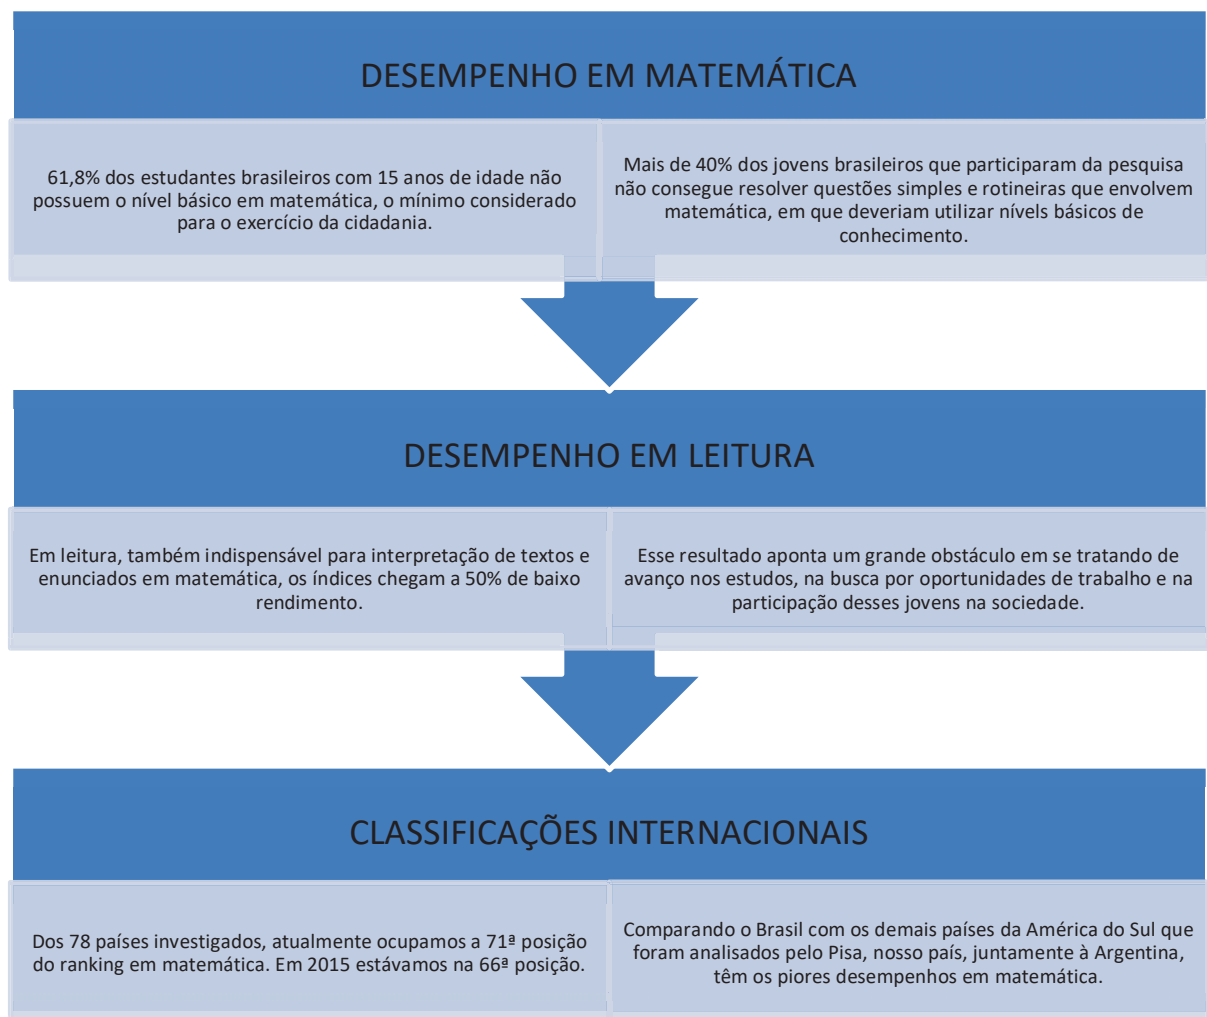 DESEMPENHO EM MATEMÁTICA
61,8% dos estudantes brasileiros com 15 anos de idade não
possuem o nível básico em matemática, o mínimo considerado
para o exercício da cidadania.
Mais de 40% dos jovens brasileiros que participaram da pesquisa
não consegue resolver questões simples e rotineiras que envolvem
matemática, em que deveriam utilizar nívels básicos de
conhecimento.
DESEMPENHO EM LEITURA
Em leitura, também indispensável para interpretação de textos e
enunciados em matemática, os índices chegam a 50% de baixo
rendimento.
Esse resultado aponta um grande obstáculo em se tratando de
avanço nos estudos, na busca por oportunidades de trabalho e na
participação desses jovens na sociedade.
CLASSIFICAÇÕES INTERNACIONAIS
Dos 78 países investigados, atualmente ocupamos a 71ª posição
do ranking em matemática. Em 2015 estávamos na 66ª posição.
Comparando o Brasil com os demais países da América do Sul que
foram analisados pelo Pisa, nosso país, juntamente à Argentina,
têm os piores desempenhos em matemática.